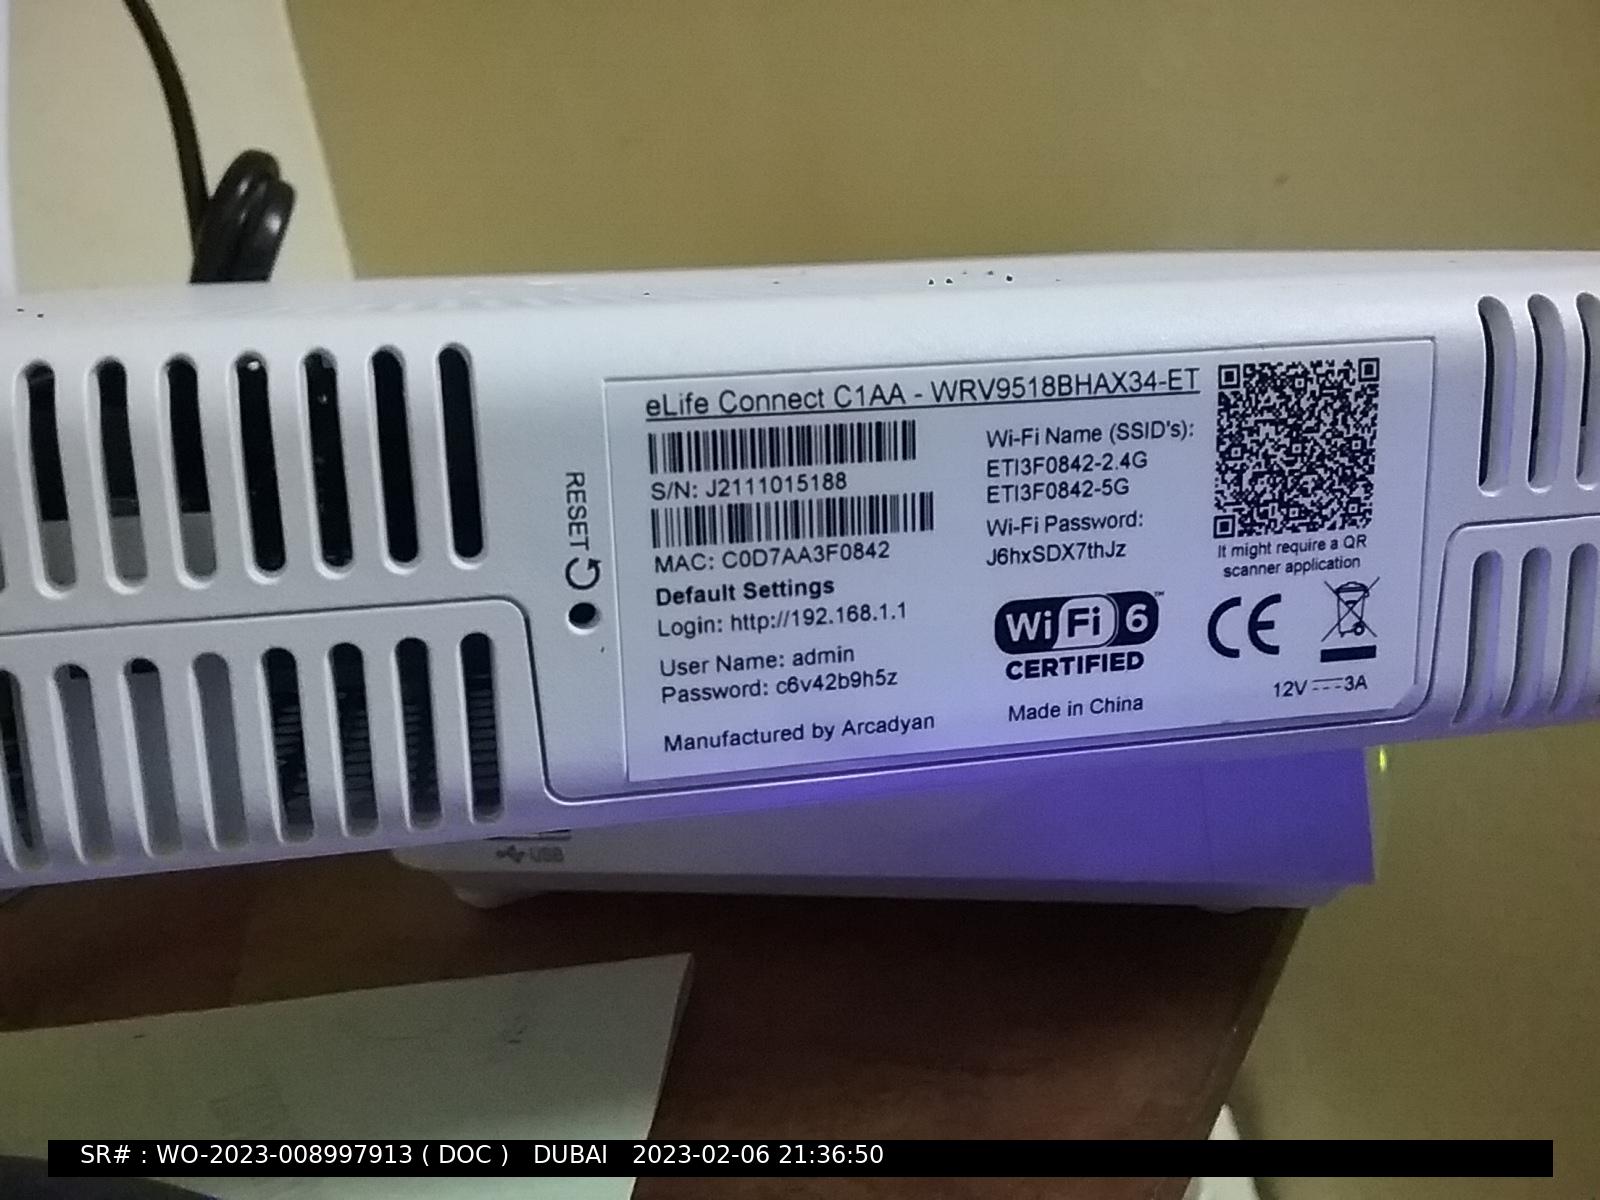 eLife Connect C1AA - WRV9518BHAX34-ET
S/N: J2111015188
MAC: C0D7AA3F0842
Default Settings
Login: http://192.168.1.1
User Name: admin
Password: c6v42b9h5z
Manufactured by Arcadyan
Wi-Fi Name (SSID's):
ETI3F0842-2.4G
ETI3F0842-5G
Wi-Fi Password:
J6hxSDX7thJz
Wi Fi 6™
CERTIFIED
Made in China
It might require a QR
scanner application
CE
12V ⎓ 3A
RESET
USB
SR# : WO-2023-008997913 ( DOC ) DUBAI 2023-02-06 21:36:50